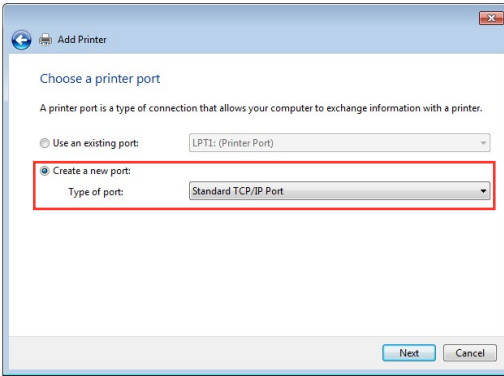 Add Printer
Choose a printer port
A printer port is a type of connection that allows your computer to exchange information with a printer.
Use an existing port: LPT1: (Printer Port)
Create a new port:
Type of port: Standard TCP/IP Port
Next Cancel